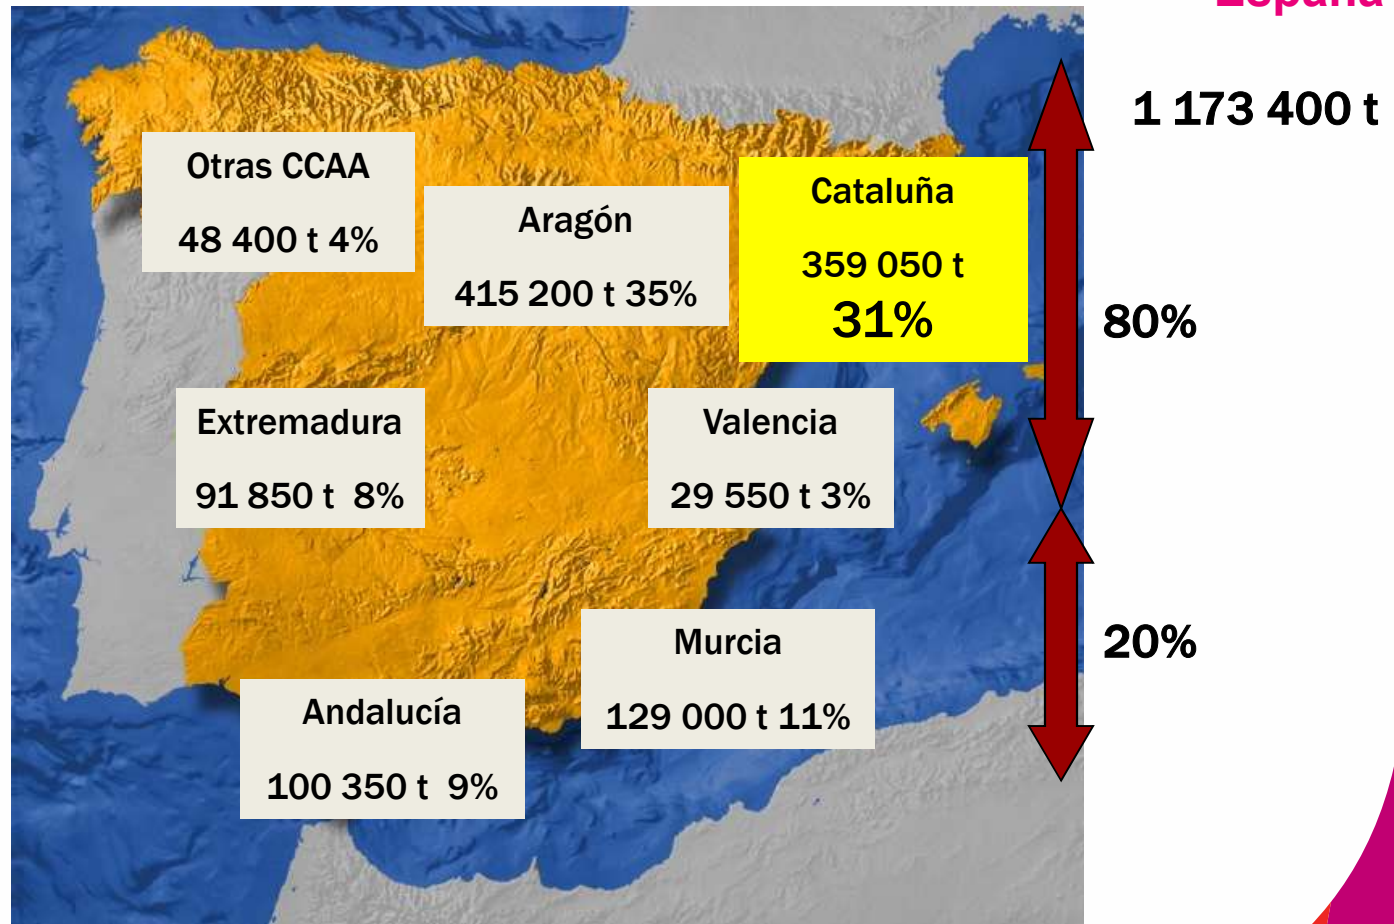 España
1 173 400 t
Otras CCAA
48 400 t 4%
Aragón
415 200 t 35%
Cataluña
359 050 t
31%
80%
Extremadura
91 850 t  8%
Valencia
29 550 t 3%
Murcia
129 000 t 11%
20%
Andalucía
100 350 t  9%